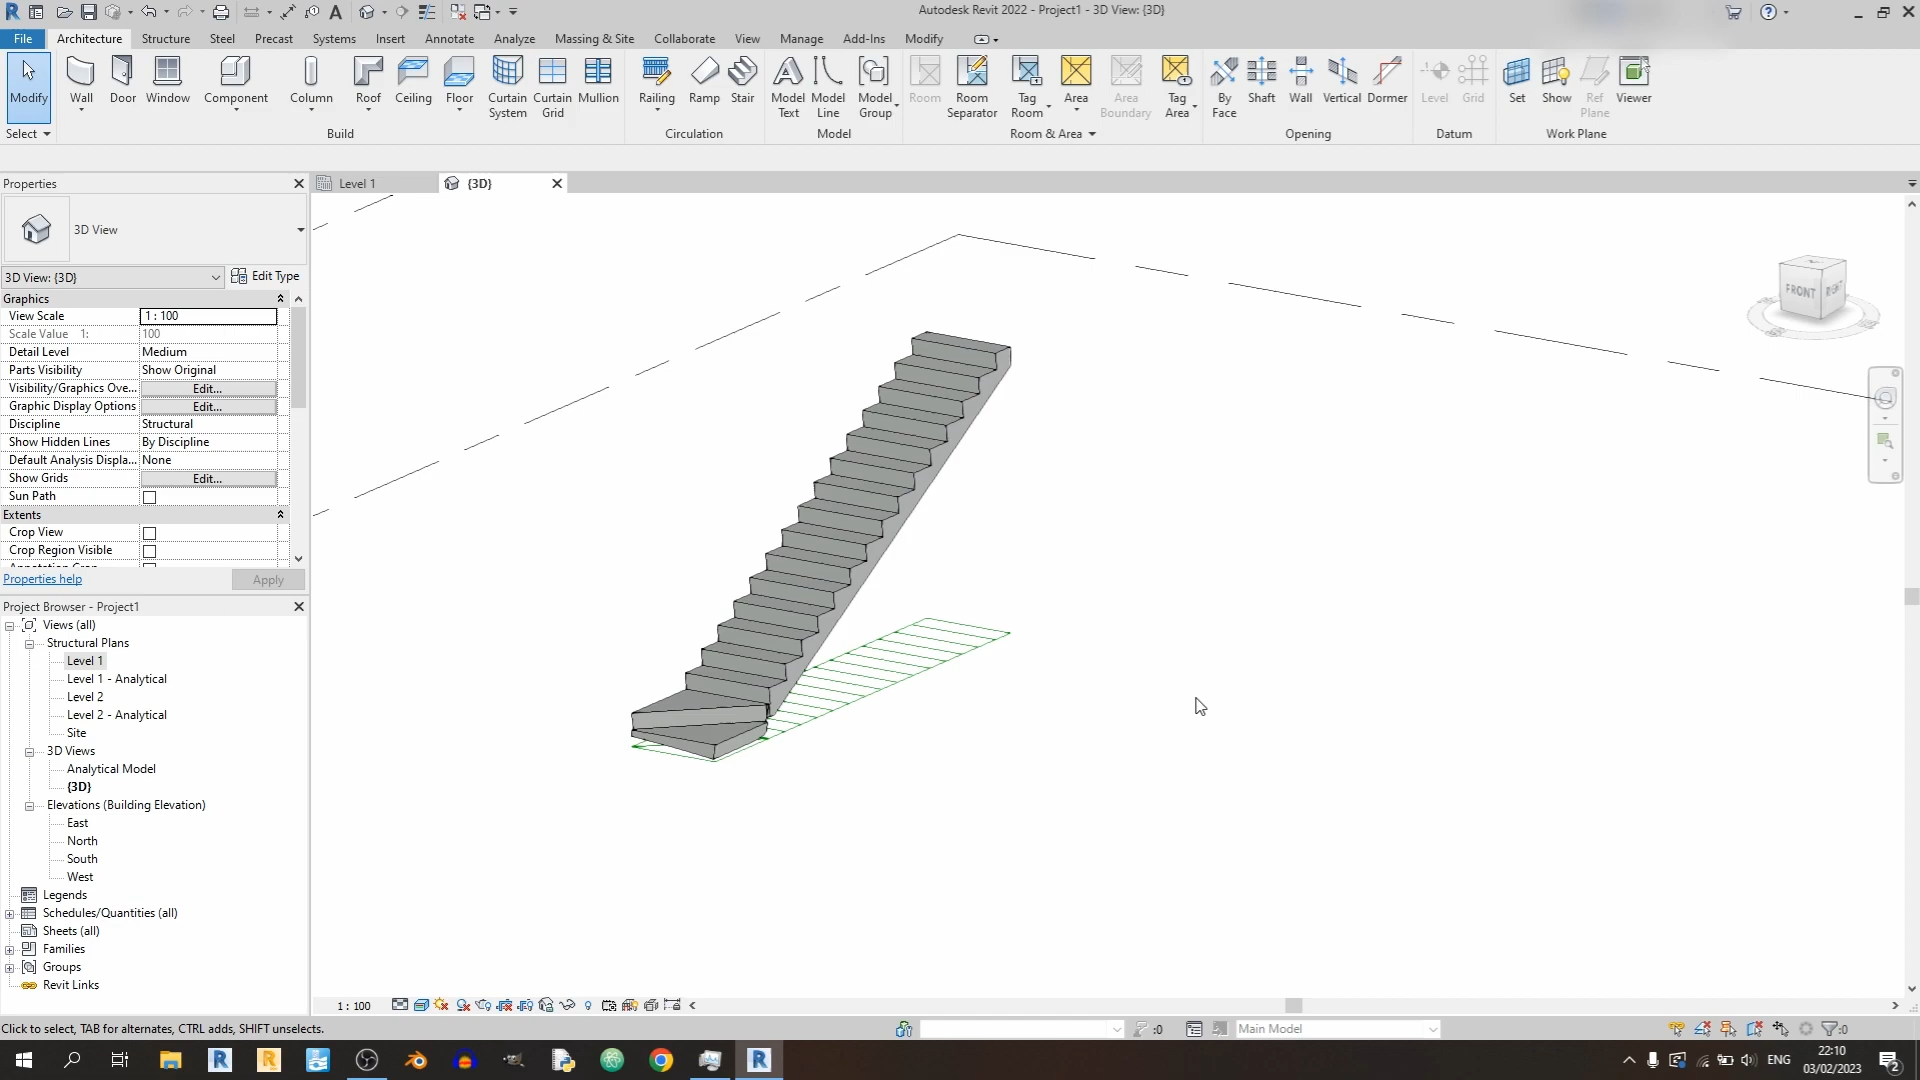 Autodesk Revit 2022 - Project1 - 3D View: {3D}
File Architecture Structure Steel Precast Systems Insert Annotate Analyze Massing & Site Collaborate View Manage Add-Ins Modify
Modify Wall Door Window Component Column Roof Ceiling Floor Curtain System Curtain Grid Mullion Railing Ramp Stair Model Text Model Line Model Group Room Room Separator Tag Room Area Area Boundary Tag Area By Face Shaft Wall Vertical Dormer Level Grid Set Show Ref Plane Viewer
Select Build Circulation Model Room & Area Opening Datum Work Plane
Properties
Level 1
{3D}
3D View
3D View: {3D} Edit Type
Graphics
View Scale 1 : 100
Scale Value 1: 100
Detail Level Medium
Parts Visibility Show Original
Visibility/Graphics Ove... Edit...
Graphic Display Options Edit...
Discipline Structural
Show Hidden Lines By Discipline
Default Analysis Displa... None
Show Grids Edit...
Sun Path
Extents
Crop View
Crop Region Visible
Properties help Apply
FRONT RIGHT
Project Browser - Project1
Views (all)
Structural Plans
Level 1
Level 1 - Analytical
Level 2
Level 2 - Analytical
Site
3D Views
Analytical Model
{3D}
Elevations (Building Elevation)
East
North
South
West
Legends
Schedules/Quantities (all)
Sheets (all)
Families
Groups
Revit Links
1 : 100
Click to select, TAB for alternates, CTRL adds, SHIFT unselects.
:0
Main Model
:0
ENG
22:10
03/02/2023
2